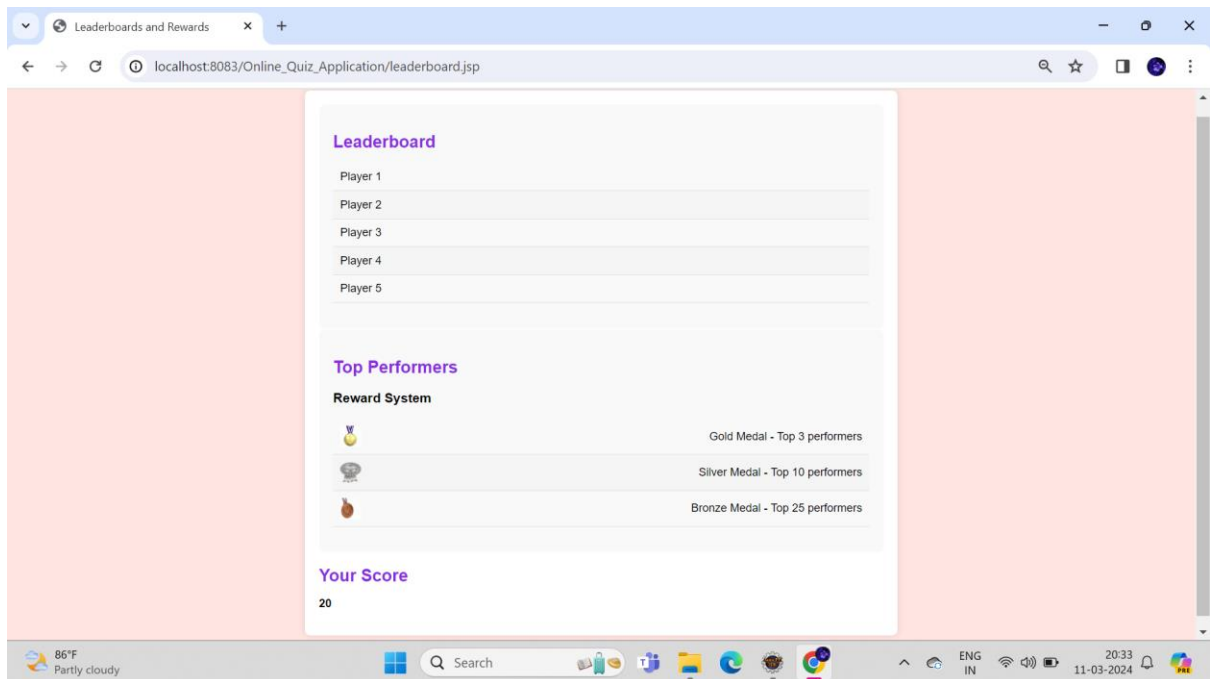 Leaderboards and Rewards
localhost:8083/Online_Quiz_Application/leaderboard.jsp
Leaderboard
Player 1
Player 2
Player 3
Player 4
Player 5
Top Performers
Reward System
Gold Medal - Top 3 performers
Silver Medal - Top 10 performers
Bronze Medal - Top 25 performers
Your Score
20
86°F
Partly cloudy
Search
ENG
IN
20:33
11-03-2024
PRE